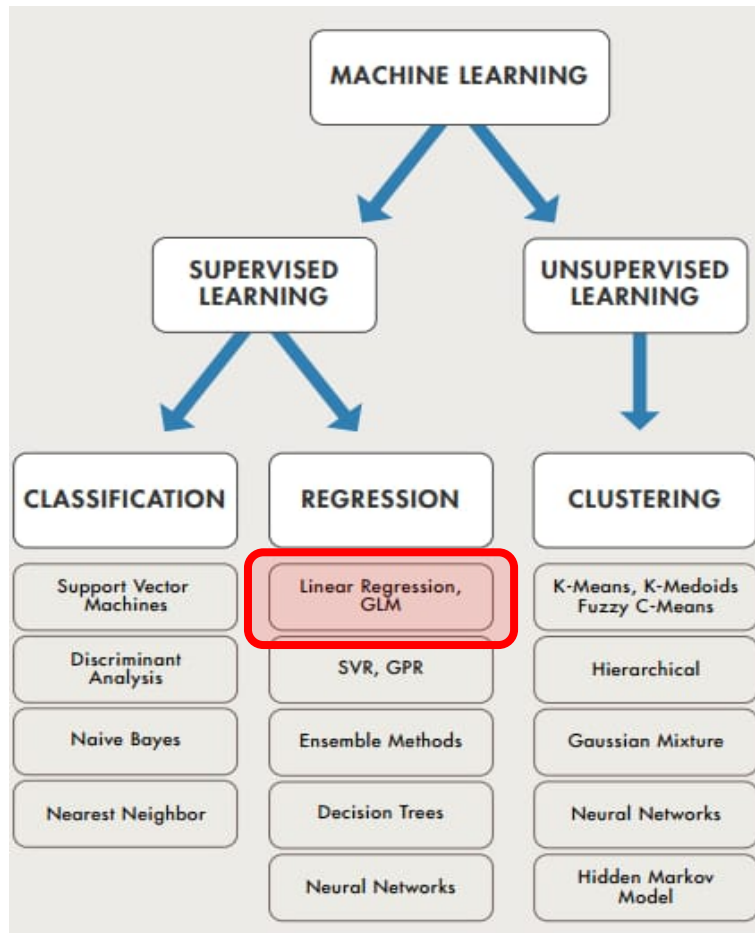 MACHINE LEARNING
SUPERVISED
LEARNING
UNSUPERVISED
LEARNING
CLASSIFICATION
Support Vector
Machines
Discriminant
Analysis
Naive Bayes
Nearest Neighbor
REGRESSION
Linear Regression,
GLM
SVR, GPR
Ensemble Methods
Decision Trees
Neural Networks
CLUSTERING
K-Means, K-Medoids
Fuzzy C-Means
Hierarchical
Gaussian Mixture
Neural Networks
Hidden Markov
Model